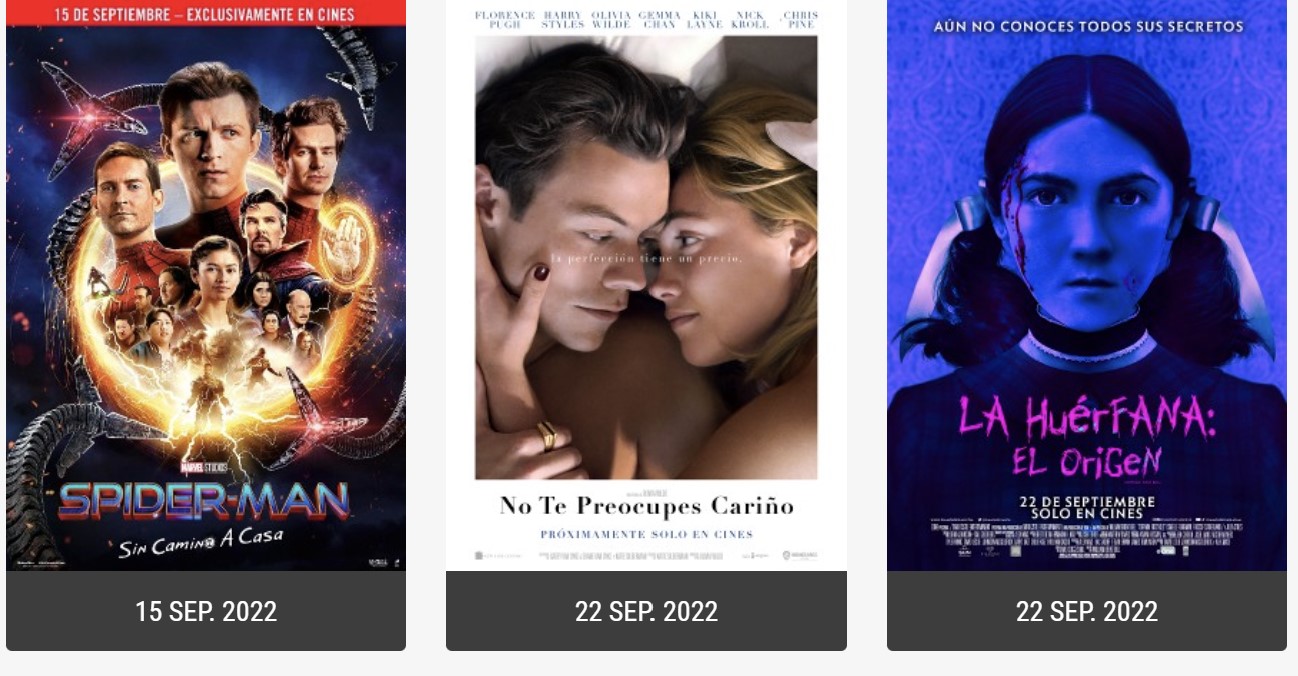 15 DE SEPTIEMBRE – EXCLUSIVAMENTE EN CINES
MARVEL STUDIOS
SPIDER-MAN
SIN CAMINO A CASA
15 SEP. 2022
FLORENCE PUGH HARRY STYLES OLIVIA WILDE GEMMA CHAN KIKI LAYNE NICK KROLL CHRIS PINE
la perfección tiene un precio.
No Te Preocupes Cariño
PRÓXIMAMENTE SOLO EN CINES
22 SEP. 2022
AÚN NO CONOCES TODOS SUS SECRETOS
LA HuérFANA:
EL OriGeN
22 DE SEPTIEMBRE
SOLO EN CINES
22 SEP. 2022